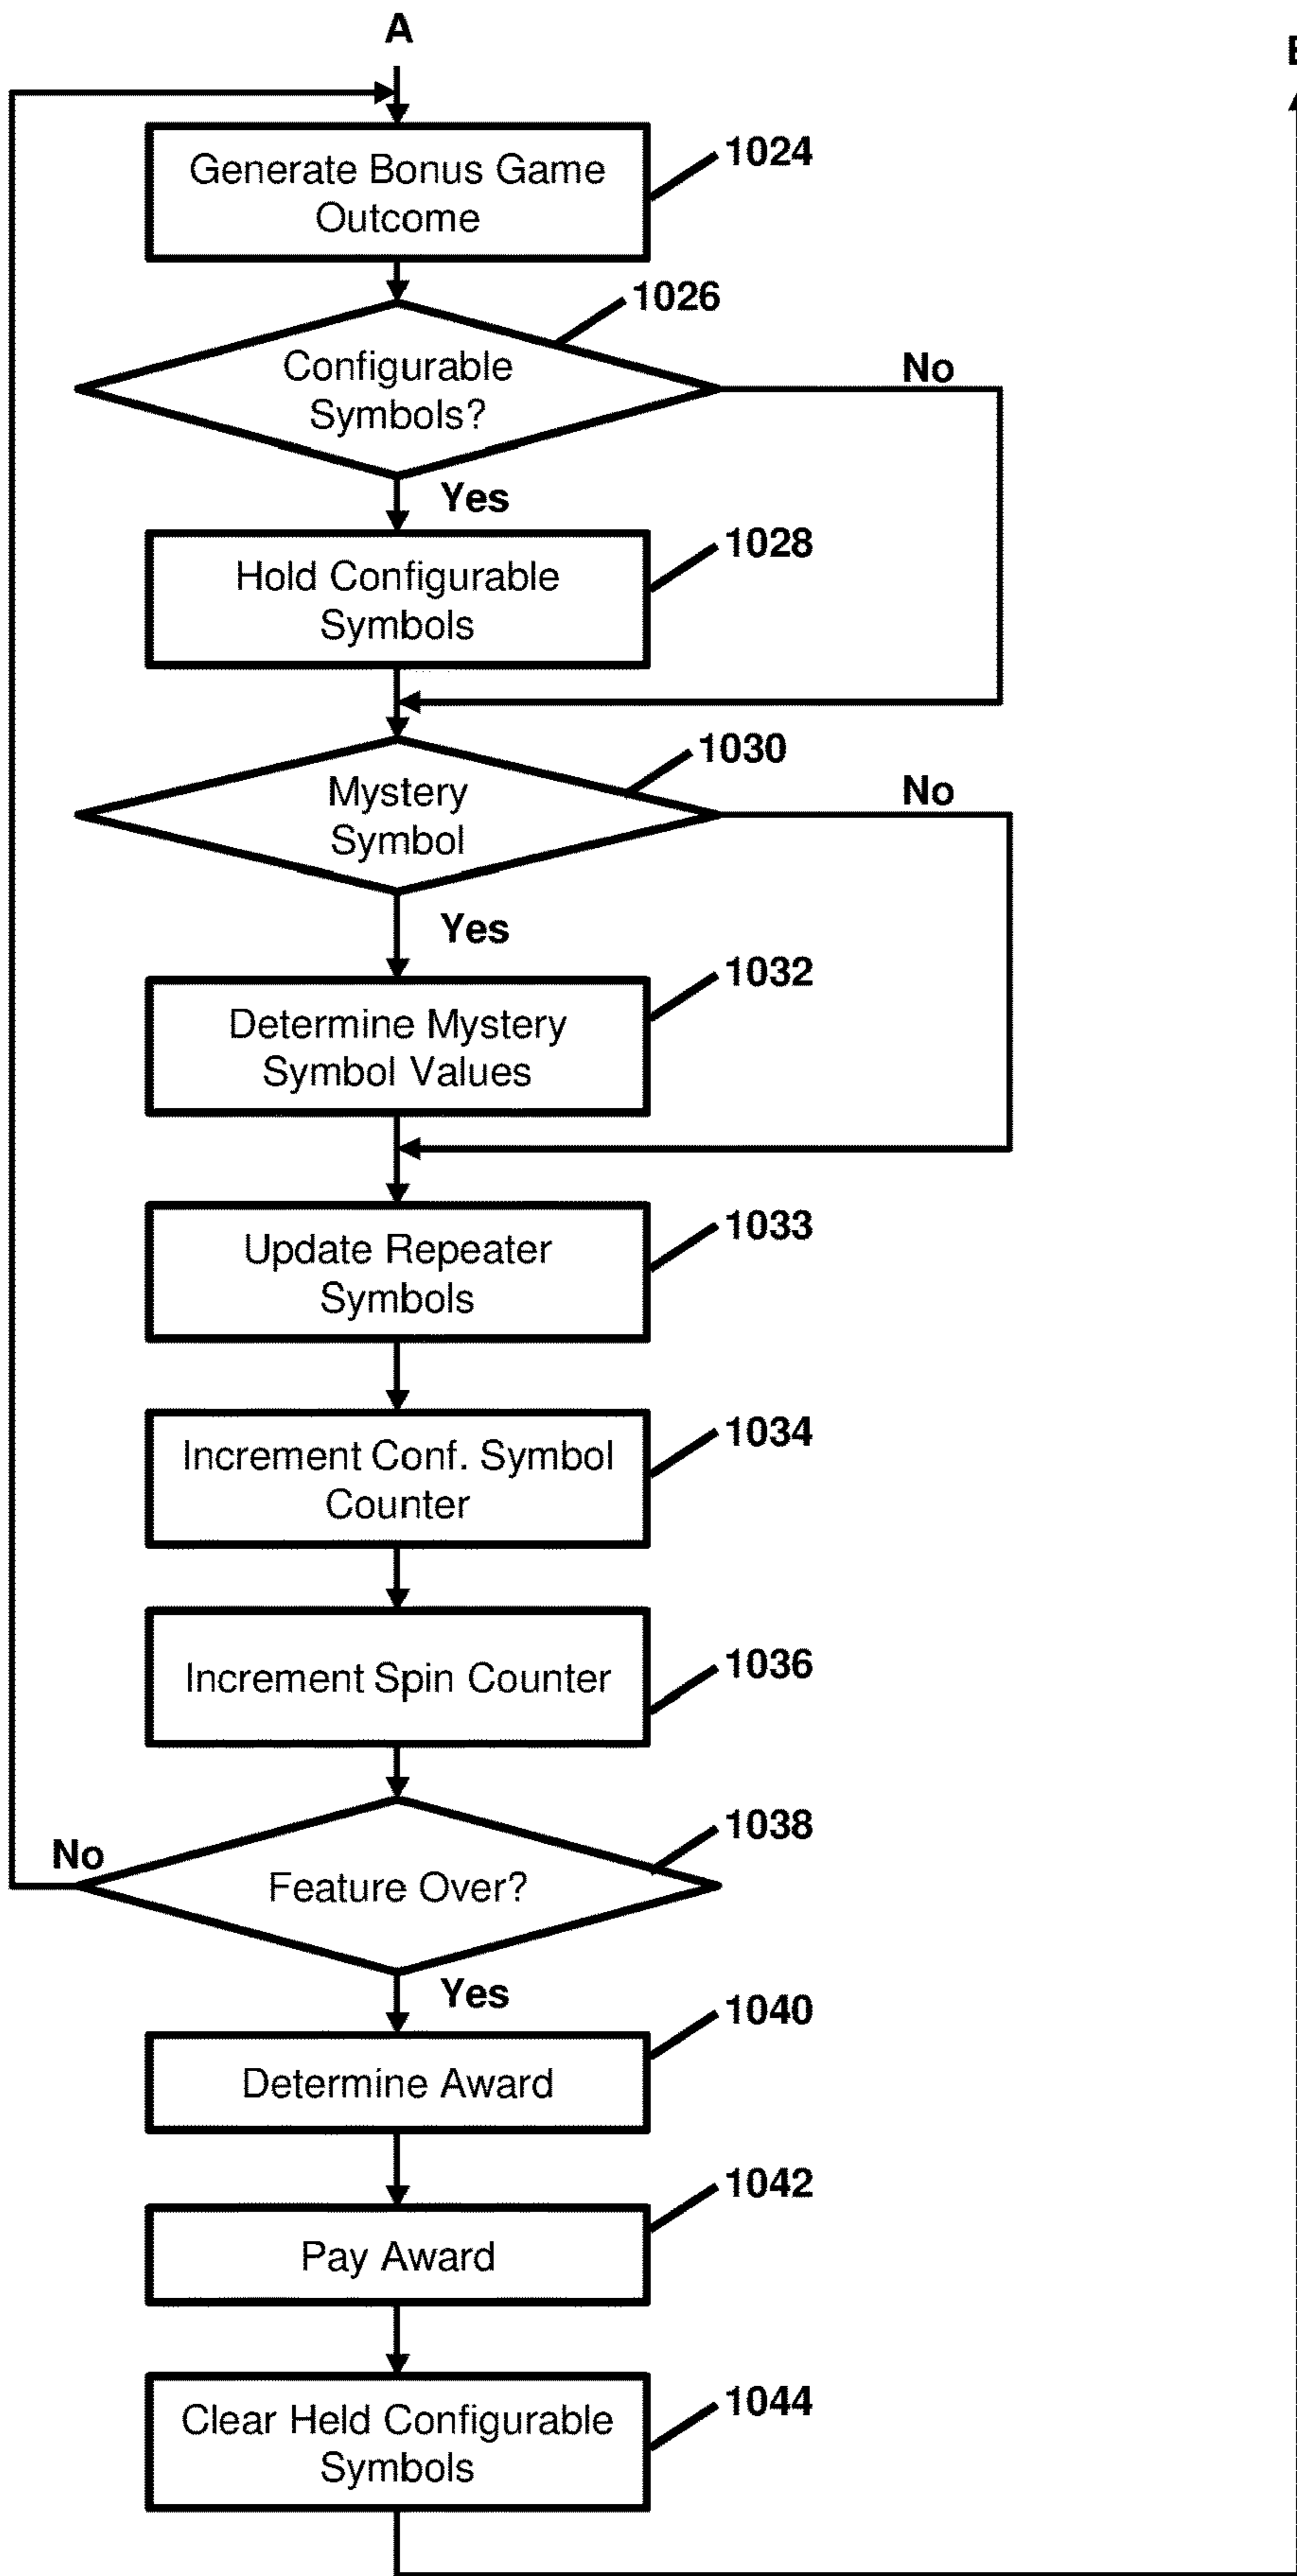 A
Generate Bonus Game
Outcome
1024
1026
Configurable
Symbols?
No
Yes
1028
Hold Configurable
Symbols
1030
No
Mystery
Symbol
Yes
1032
Determine Mystery
Symbol Values
1033
Update Repeater
Symbols
1034
Increment Conf. Symbol
Counter
1036
Increment Spin Counter
1038
No
Feature Over?
Yes
1040
Determine Award
1042
Pay Award
1044
Clear Held Configurable
Symbols